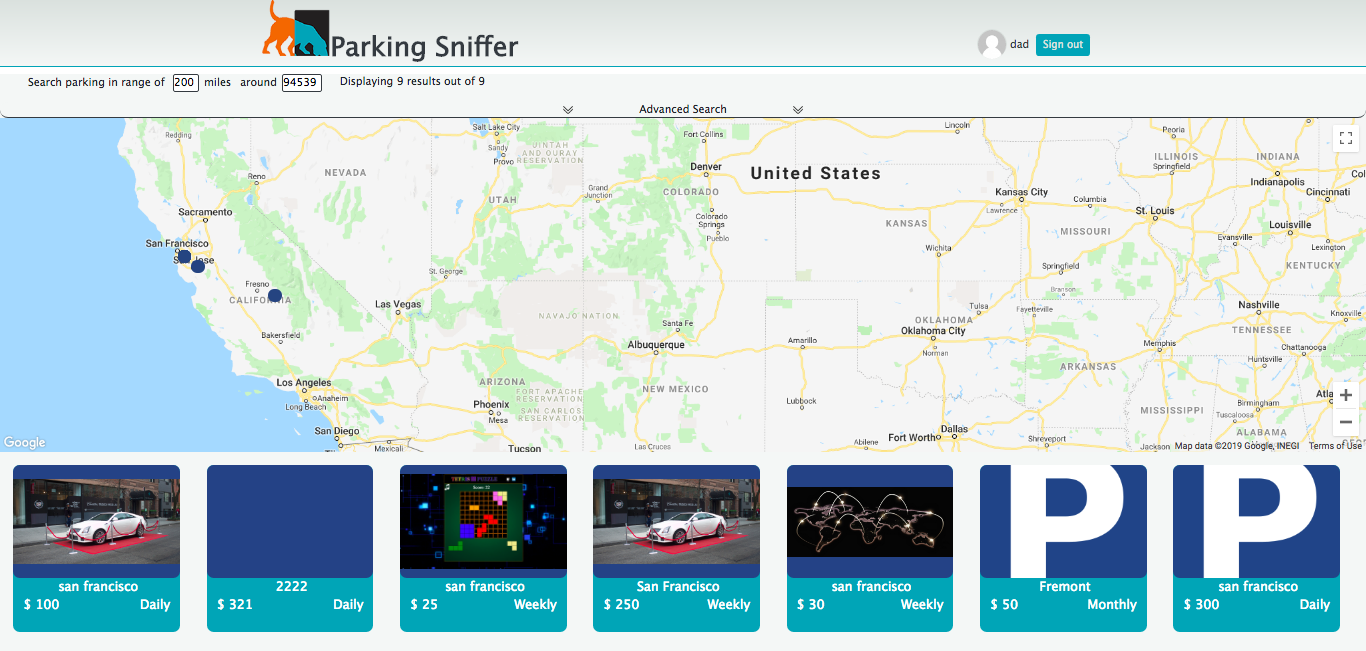 Parking Sniffer
dad
Sign out
Search parking in range of 200 miles around 94539 Displaying 9 results out of 9
Advanced Search
Redding
Salt Lake City
Sandy
Provo
UINTAH
AND OURAY
RESERVATION
Fort Collins
Lincoln
Peoria
Reno
NEVADA
UTAH
Grand
Junction
Denver
COLORADO
United States
ILLINOIS
Springfield
INDIANA
Indianapolis
Col
Cincinnati
Sacramento
Colorado
Springs
Pueblo
KANSAS
Kansas City
Lawrence
Columbia
St. Louis
MISSOURI
Louisville
Evansville
Lexington
San Francisco
Wichita
Springfield
KENTUCKY
St. George
Fresno
CALIFORNIA
Las Vegas
NAVAJO NATION
Santa Fe
Branson
Tulsa
Fayetteville
Nashville
Knoxville
OKLAHOMA
Oklahoma City
TENNESSEE
Bakersfield
Albuquerque
Amarillo
Norman
Memphis
Chattanooga
Huntsville
ARKANSAS
Los Angeles
Anaheim
Long Beach
ARIZONA
FORT APACHE
RESERVATION
SAN CARLOS
RESERVATION
NEW MEXICO
Phoenix
Mesa
Lubbock
MISSISSIPPI
Birmingham
Tuscaloosa
Atla
ALABAMA
San Diego
Mexicali
Tucson
Las Cruces
Abilene
Fort Worth
Dallas
Shreveport
Jackson
Google
Map data ©2019 Google, INEGI Terms of Use
san francisco
$ 100 Daily
2222
$ 321 Daily
san francisco
$ 25 Weekly
San Francisco
$ 250 Weekly
san francisco
$ 30 Weekly
P
Fremont
$ 50 Monthly
P
san francisco
$ 300 Daily